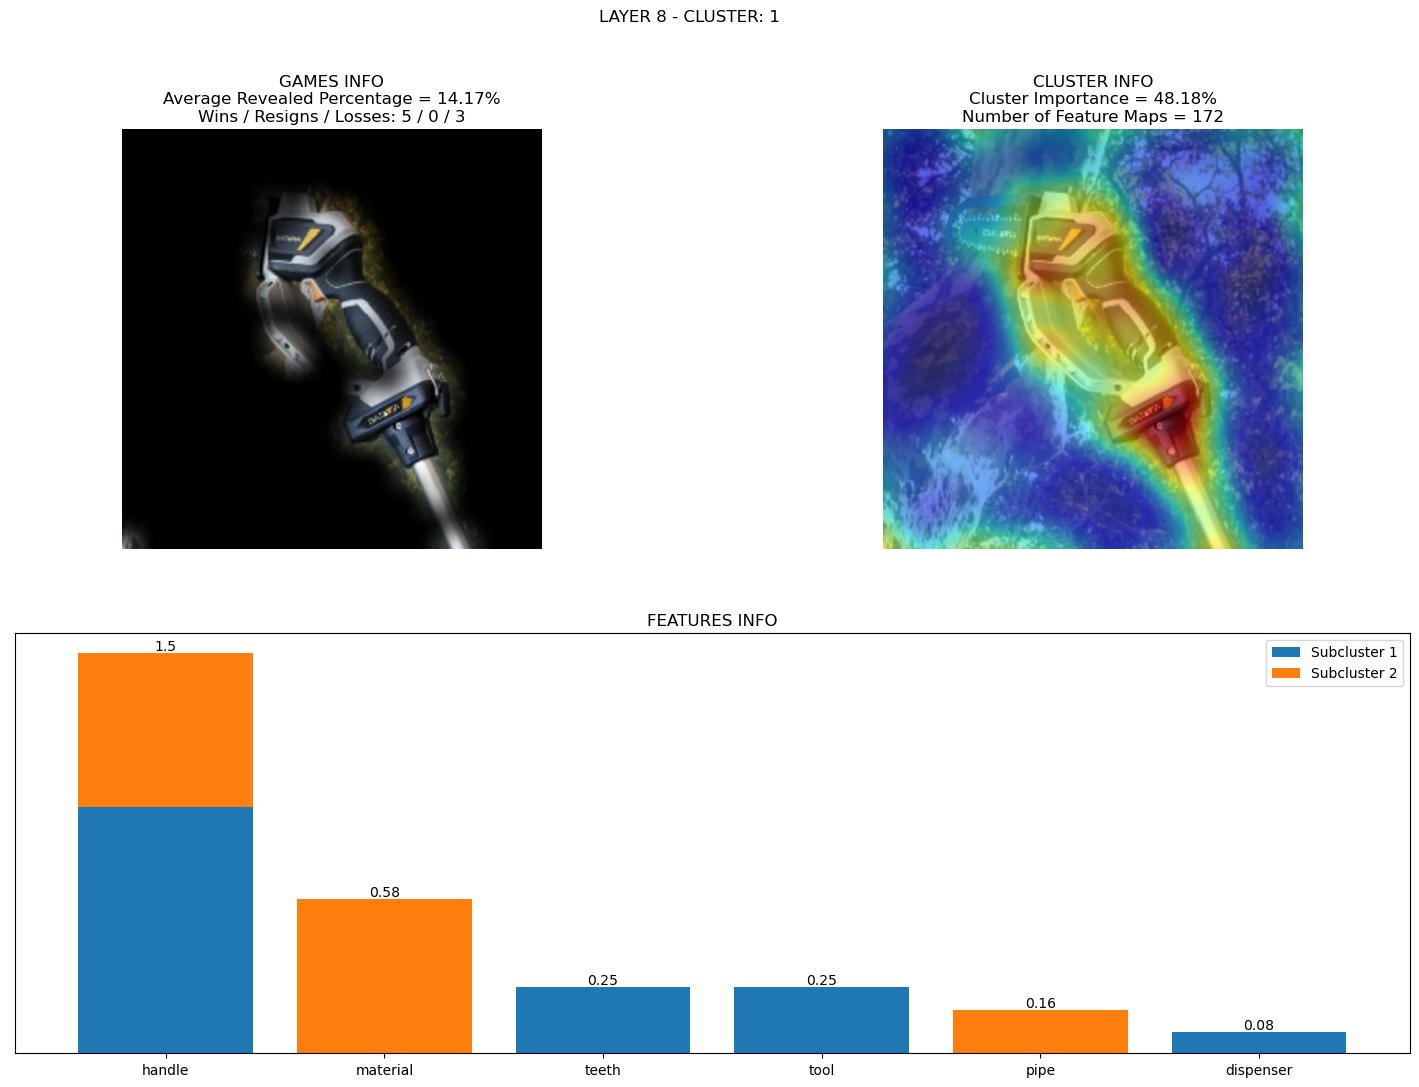 LAYER 8 - CLUSTER: 1
GAMES INFO
Average Revealed Percentage = 14.17%
Wins / Resigns / Losses: 5 / 0 / 3
CLUSTER INFO
Cluster Importance = 48.18%
Number of Feature Maps = 172
FEATURES INFO
Subcluster 1
Subcluster 2
1.5
0.58
0.25
0.25
0.16
0.08
handle
material
teeth
tool
pipe
dispenser